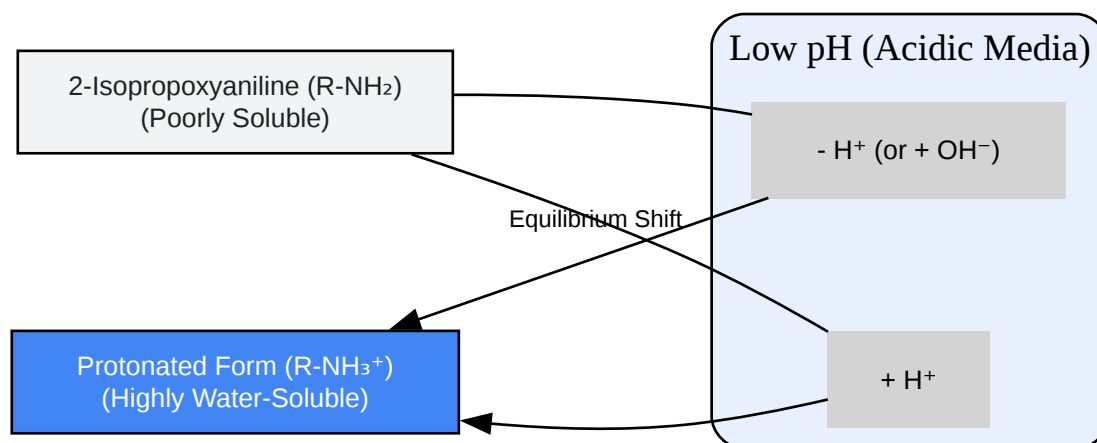 Low pH (Acidic Media)
2-Isopropoxyaniline (R-NH₂)
(Poorly Soluble)
- H⁺ (or + OH⁻)
Equilibrium Shift
Protonated Form (R-NH₃⁺)
(Highly Water-Soluble)
+ H⁺